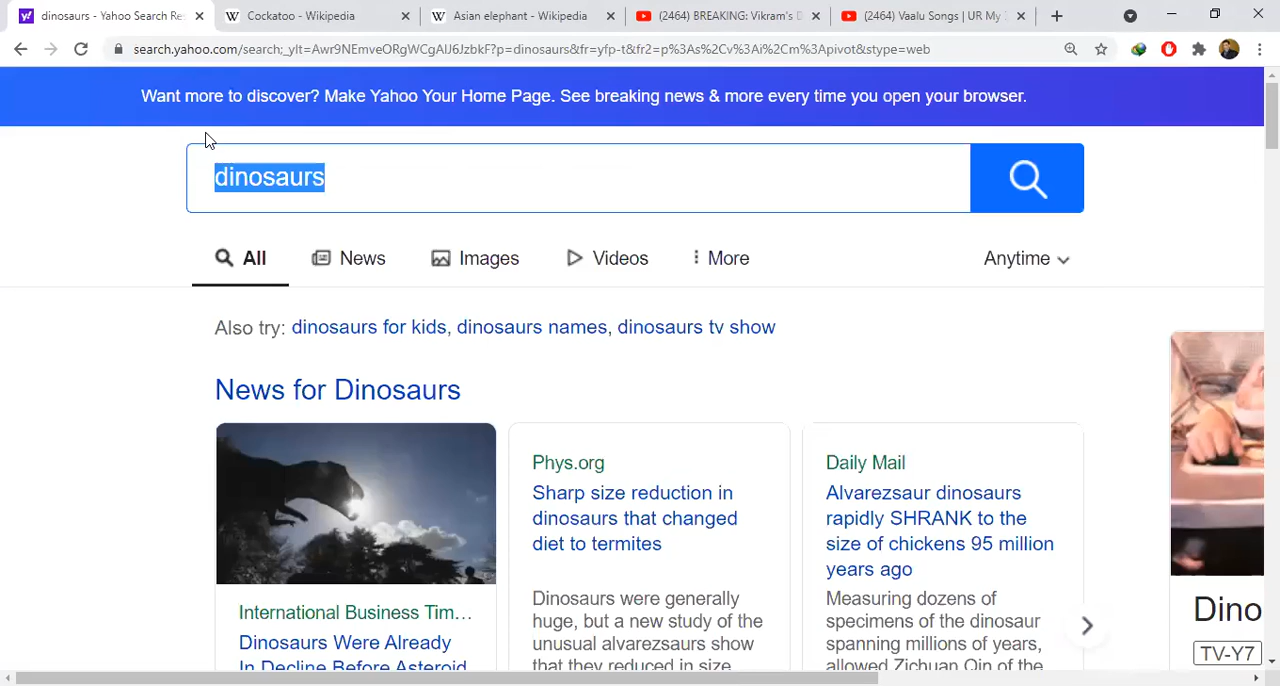 dinosaurs - Yahoo Search Res
Cockatoo - Wikipedia
Asian elephant - Wikipedia
(2464) BREAKING: Vikram's D
(2464) Vaalu Songs | UR My
search.yahoo.com/search;_ylt=Awr9NEmveORgWCgAlJ6JzbkF?p=dinosaurs&fr=yfp-t&fr2=p%3As%2Cv%3Ai%2Cm%3Apivot&stype=web
Want more to discover? Make Yahoo Your Home Page. See breaking news & more every time you open your browser.
dinosaurs
All News Images Videos More Anytime
Also try: dinosaurs for kids, dinosaurs names, dinosaurs tv show
News for Dinosaurs
Phys.org
Sharp size reduction in
dinosaurs that changed
diet to termites
Dinosaurs were generally
huge, but a new study of the
unusual alvarezsaurs show
that they reduced in size
Daily Mail
Alvarezsaur dinosaurs
rapidly SHRANK to the
size of chickens 95 million
years ago
Measuring dozens of
specimens of the dinosaur
spanning millions of years,
allowed Zichuan Qin of the
International Business Tim...
Dinosaurs Were Already
In Decline Before Asteroid
Dino
TV-Y7